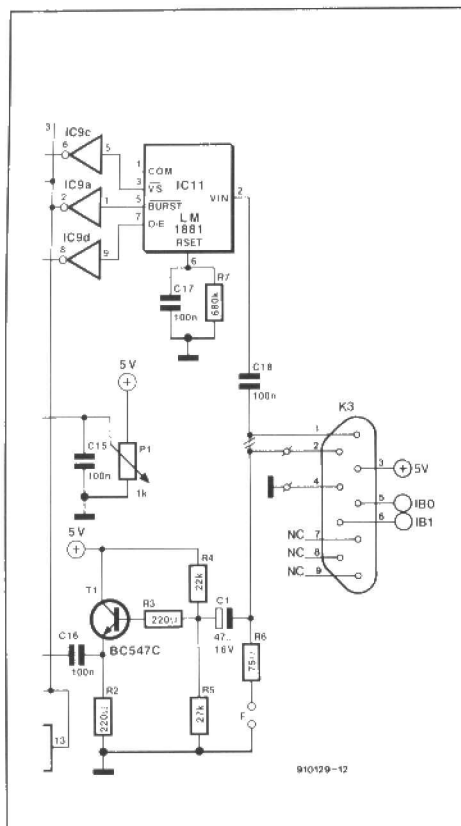 3
IC9c
6
5
IC9a
2
1
IC9d
8
9
1
COM
3
VS
5
BURST
7
O-E
IC11
LM
1881
RSET
VIN
2
6
C17
100n
R7
680k
C18
100n
5V
C15
100n
P1
1k
K3
1
2
3
5V
4
5
IB0
6
IB1
NC
7
NC
8
NC
9
5V
T1
BC547C
R3
220Ω
R4
22k
C1
47µ
16V
R6
75Ω
C16
100n
R2
220Ω
R5
27k
F
13
910129-12